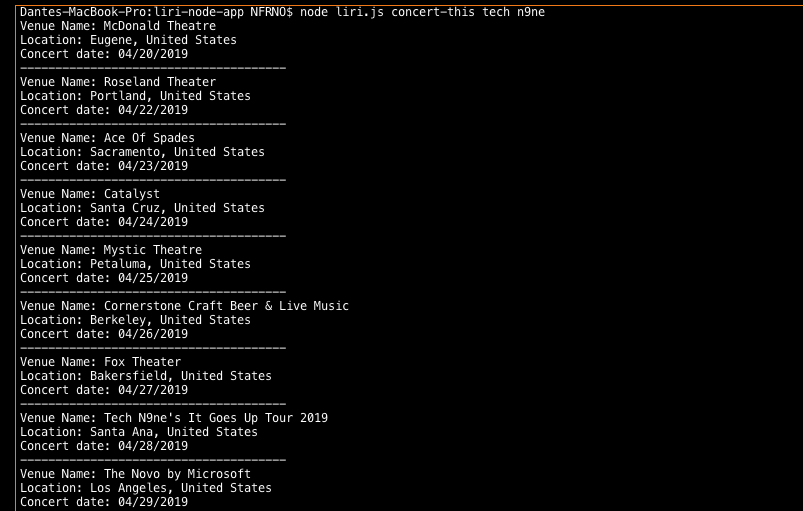 Dantes-MacBook-Pro:liri-node-app NFRNO$ node liri.js concert-this tech n9ne
Venue Name: McDonald Theatre
Location: Eugene, United States
Concert date: 04/20/2019
--------------------------------------
Venue Name: Roseland Theater
Location: Portland, United States
Concert date: 04/22/2019
--------------------------------------
Venue Name: Ace Of Spades
Location: Sacramento, United States
Concert date: 04/23/2019
--------------------------------------
Venue Name: Catalyst
Location: Santa Cruz, United States
Concert date: 04/24/2019
--------------------------------------
Venue Name: Mystic Theatre
Location: Petaluma, United States
Concert date: 04/25/2019
--------------------------------------
Venue Name: Cornerstone Craft Beer & Live Music
Location: Berkeley, United States
Concert date: 04/26/2019
--------------------------------------
Venue Name: Fox Theater
Location: Bakersfield, United States
Concert date: 04/27/2019
--------------------------------------
Venue Name: Tech N9ne's It Goes Up Tour 2019
Location: Santa Ana, United States
Concert date: 04/28/2019
--------------------------------------
Venue Name: The Novo by Microsoft
Location: Los Angeles, United States
Concert date: 04/29/2019